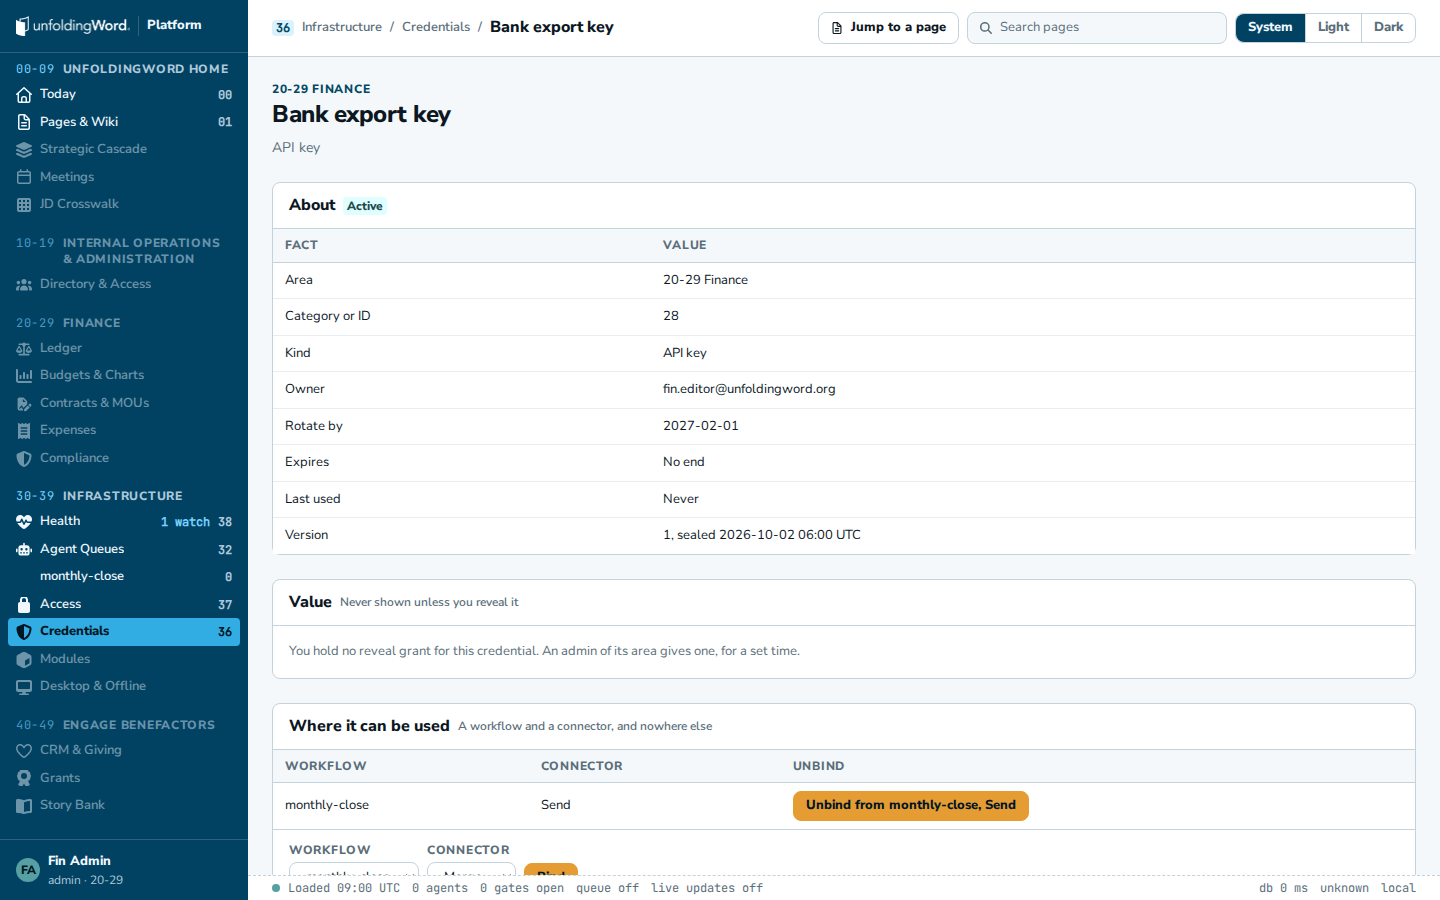 unfoldingWord. Platform
00-09 UNFOLDINGWORD HOME
Today 00
Pages & Wiki 01
Strategic Cascade
Meetings
JD Crosswalk
10-19 INTERNAL OPERATIONS
& ADMINISTRATION
Directory & Access
20-29 FINANCE
Ledger
Budgets & Charts
Contracts & MOUs
Expenses
Compliance
30-39 INFRASTRUCTURE
Health 1 watch 38
Agent Queues 32
monthly-close 0
Access 37
Credentials 36
Modules
Desktop & Offline
40-49 ENGAGE BENEFACTORS
CRM & Giving
Grants
Story Bank
FA Fin Admin
admin · 20-29
36 Infrastructure / Credentials / Bank export key
Jump to a page
Search pages
System Light Dark
20-29 FINANCE
Bank export key
API key
About Active
FACT VALUE
Area 20-29 Finance
Category or ID 28
Kind API key
Owner fin.editor@unfoldingword.org
Rotate by 2027-02-01
Expires No end
Last used Never
Version 1, sealed 2026-10-02 06:00 UTC
Value Never shown unless you reveal it
You hold no reveal grant for this credential. An admin of its area gives one, for a set time.
Where it can be used A workflow and a connector, and nowhere else
WORKFLOW CONNECTOR UNBIND
monthly-close Send Unbind from monthly-close, Send
WORKFLOW CONNECTOR
Loaded 09:00 UTC 0 agents 0 gates open queue off live updates off
db 0 ms unknown local